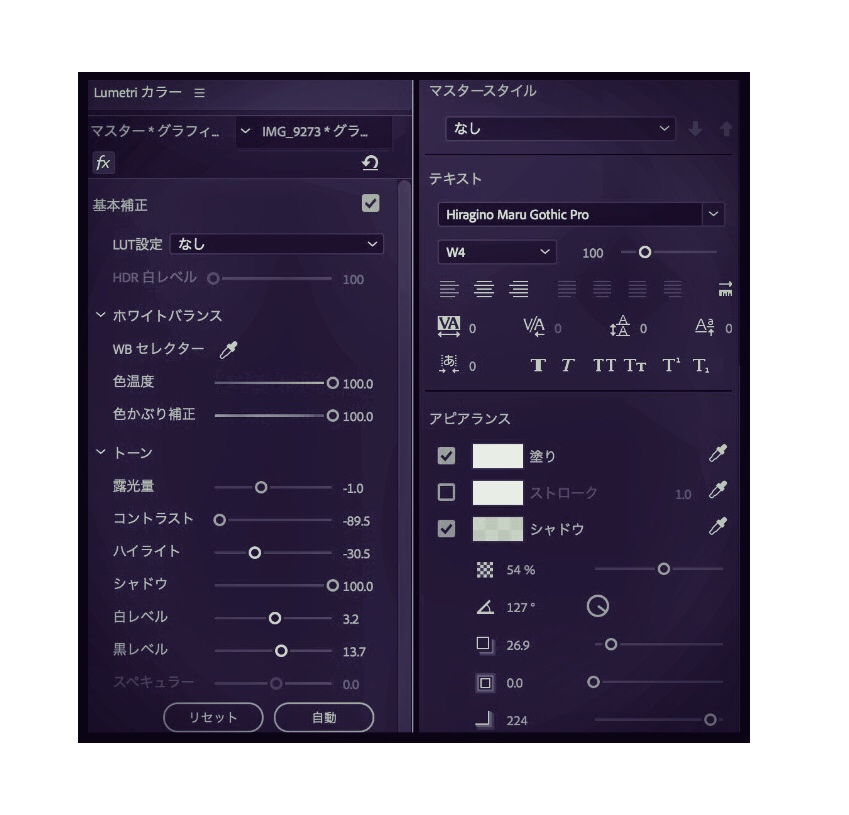 Lumetri カラー
マスター * グラフィ...
IMG_9273 * グラ...
fx
基本補正
LUT設定 なし
HDR 白レベル 100
ホワイトバランス
WB セレクター
色温度 100.0
色かぶり補正 100.0
トーン
露光量 -1.0
コントラスト -89.5
ハイライト -30.5
シャドウ 100.0
白レベル 3.2
黒レベル 13.7
スペキュラー 0.0
リセット 自動
マスタースタイル
なし
テキスト
Hiragino Maru Gothic Pro
W4 100
VA 0 V/A 0 A/A 0 Aa 0
あ 0 T T TT Tт T¹ T₁
アピアランス
塗り
ストローク 1.0
シャドウ
54 %
127 °
26.9
0.0
224